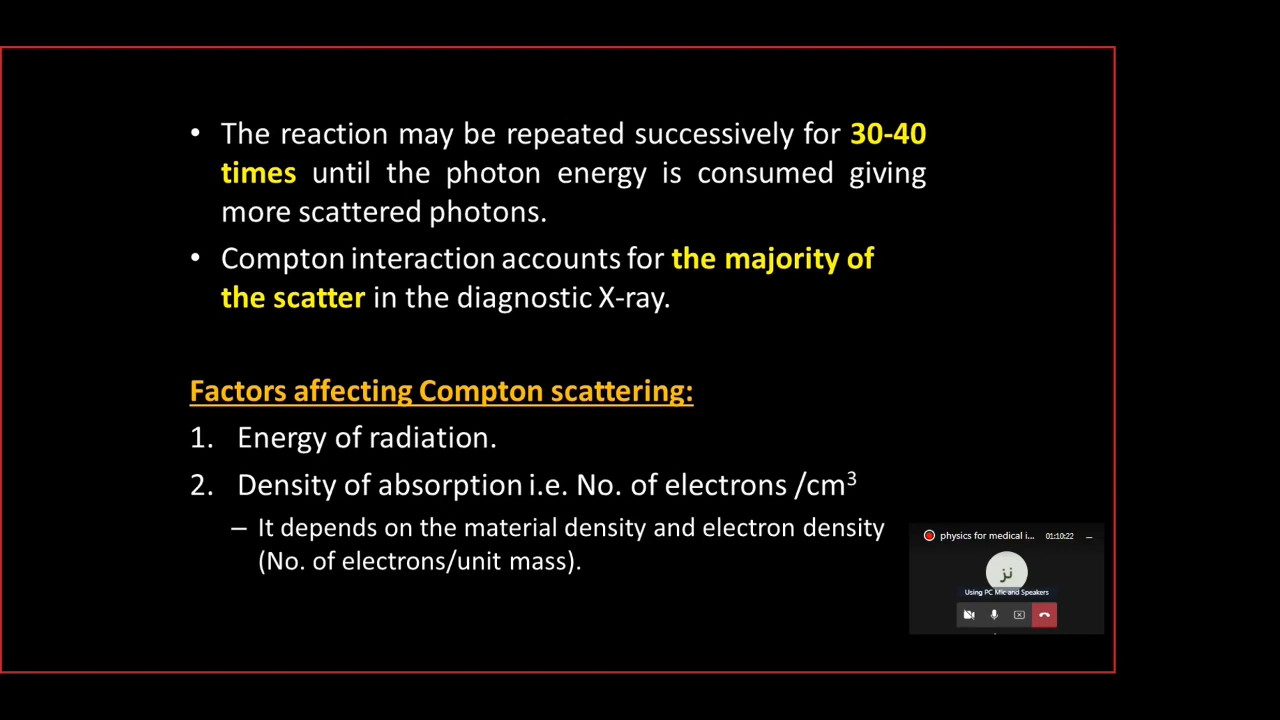 • The reaction may be repeated successively for 30-40
times until the photon energy is consumed giving
more scattered photons.
• Compton interaction accounts for the majority of
the scatter in the diagnostic X-ray.
Factors affecting Compton scattering:
1. Energy of radiation.
2. Density of absorption i.e. No. of electrons /cm³
– It depends on the material density and electron density
(No. of electrons/unit mass).
physics for medical i... 01:10:22
نز
Using PC Mic and Speakers